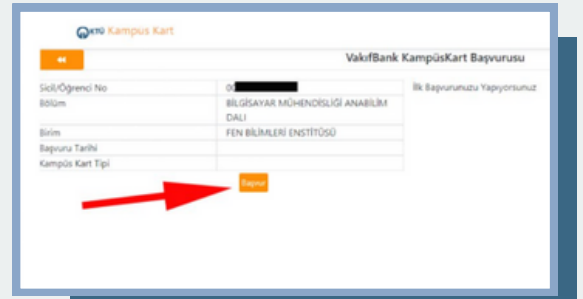 KTÜ Kampus Kart
VakıfBank KampüsKart Başvurusu
Sicil/Öğrenci No 00 İlk Başvurunuzu Yapıyorsunuz
Bölüm BİLGİSAYAR MÜHENDİSLİĞİ ANABİLİM
DALI
Birim FEN BİLİMLERİ ENSTİTÜSÜ
Başvuru Tarihi
Kampüs Kart Tipi
Başvur